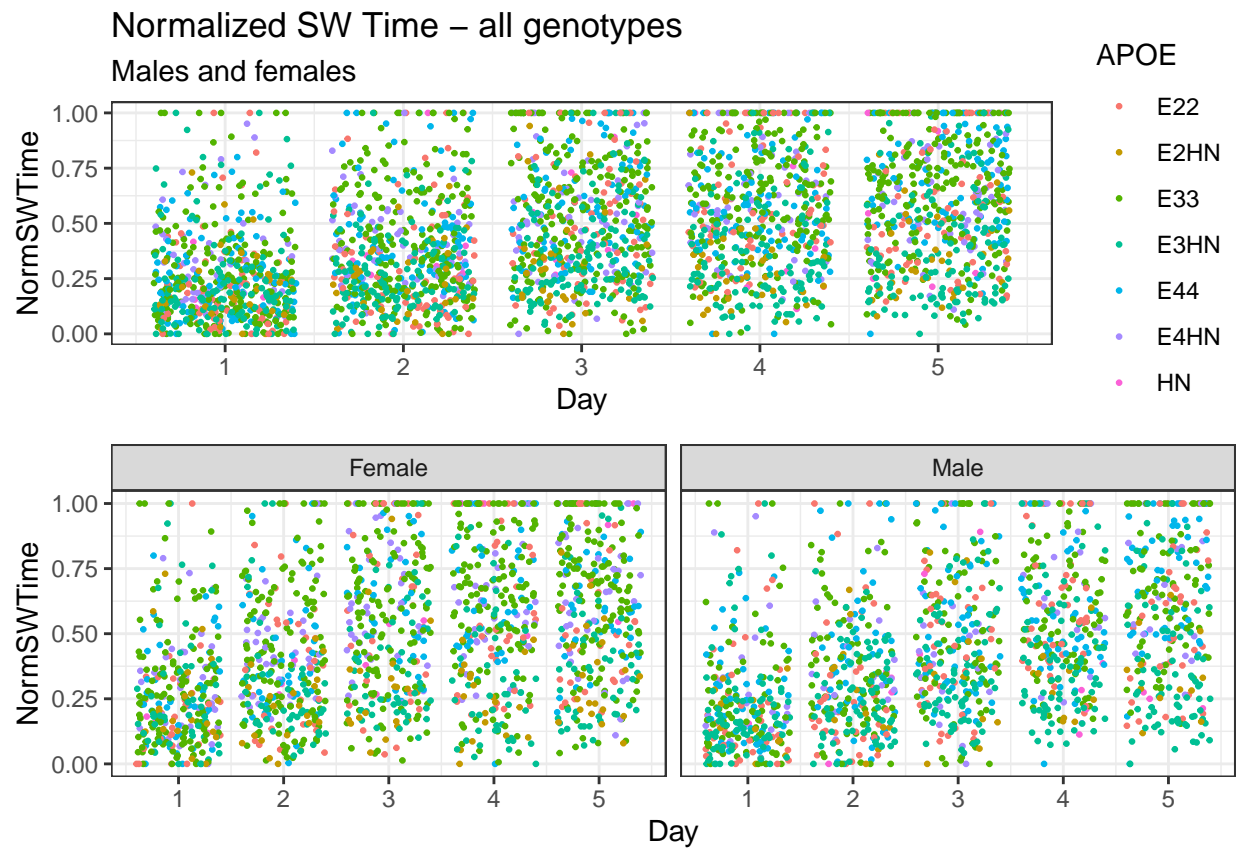 Normalized SW Time – all genotypes
Males and females
NormSWTime
1.00
0.75
0.50
0.25
0.00
1 2 3 4 5
Day
APOE
E22
E2HN
E33
E3HN
E44
E4HN
HN
Female Male
NormSWTime
1.00
0.75
0.50
0.25
0.00
1 2 3 4 5 1 2 3 4 5
Day